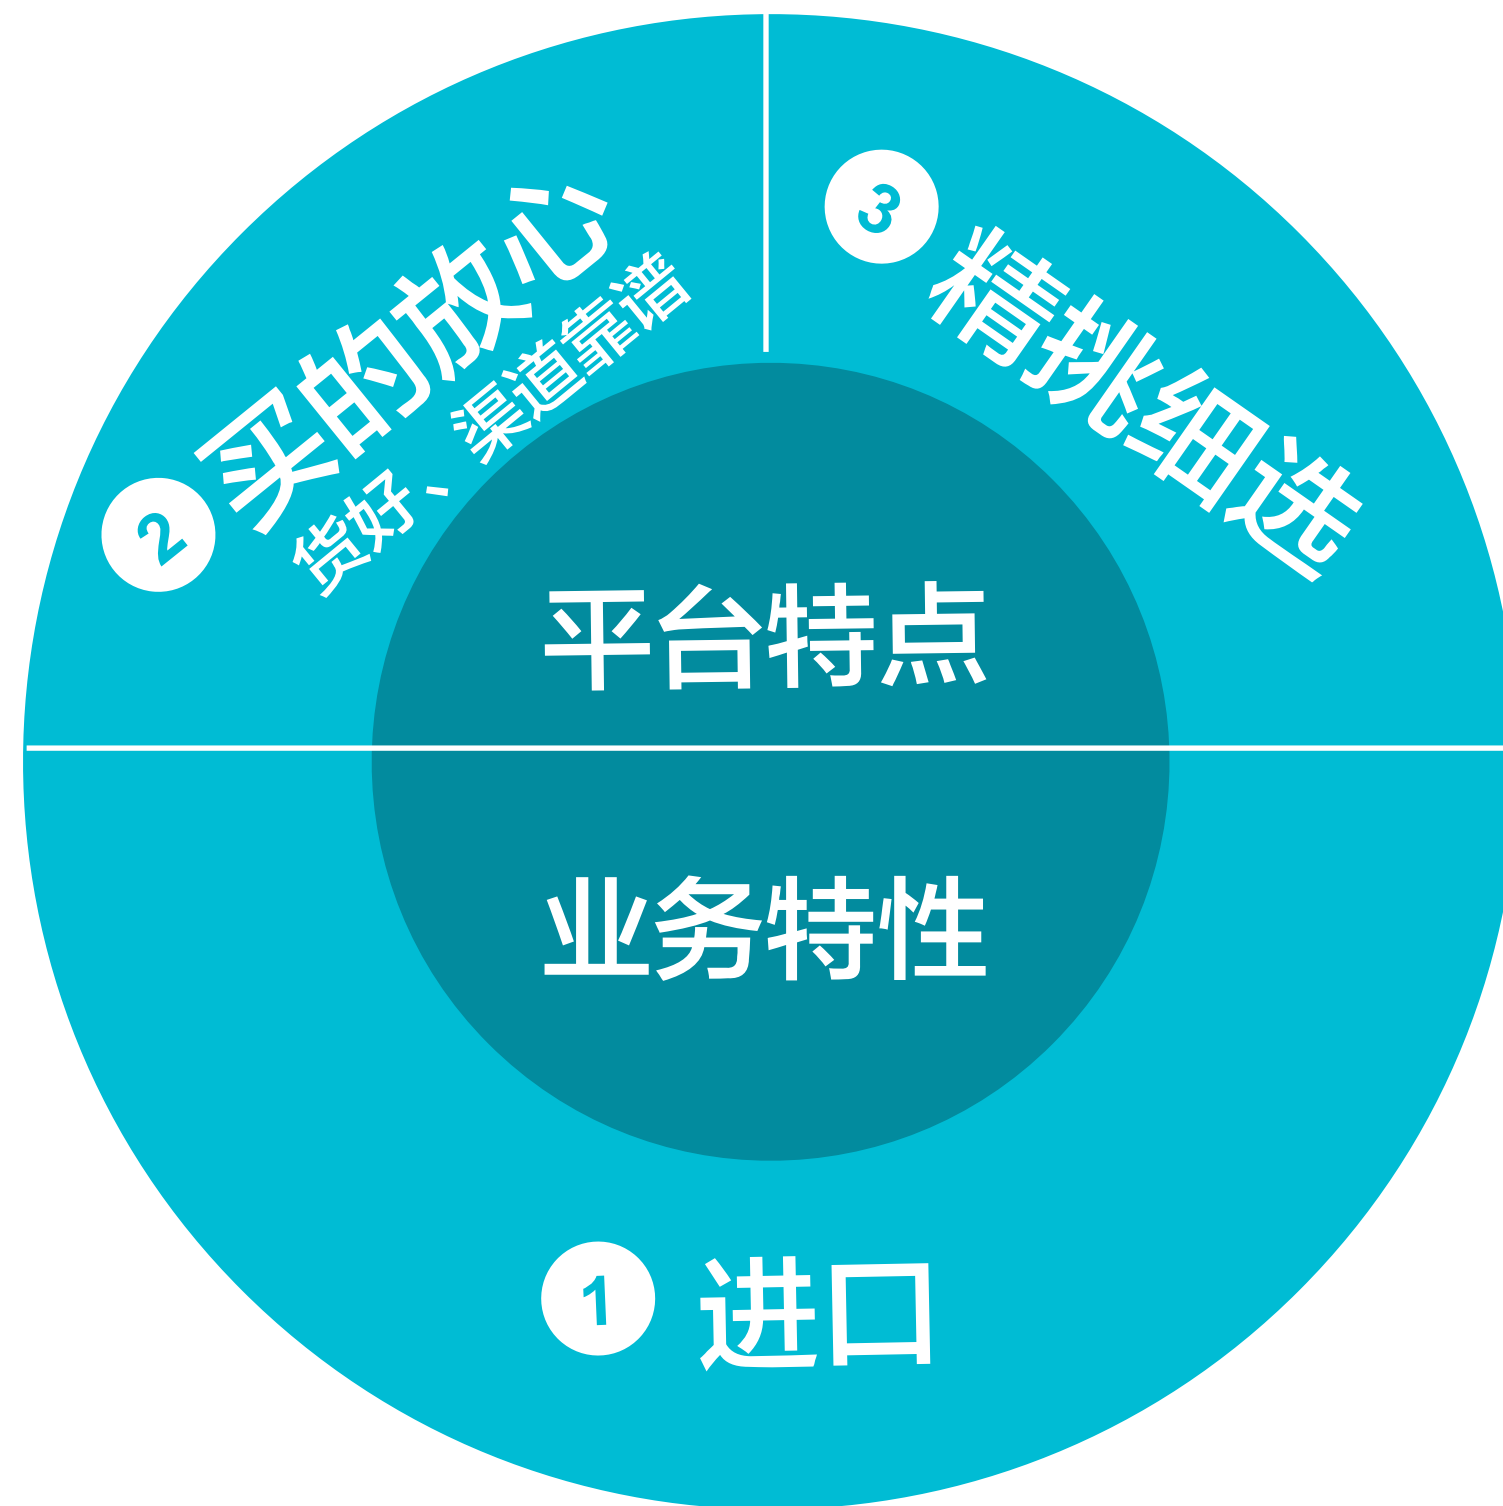 2 买的放心
货好、渠道靠谱
3 精挑细选
平台特点
业务特性
1 进口